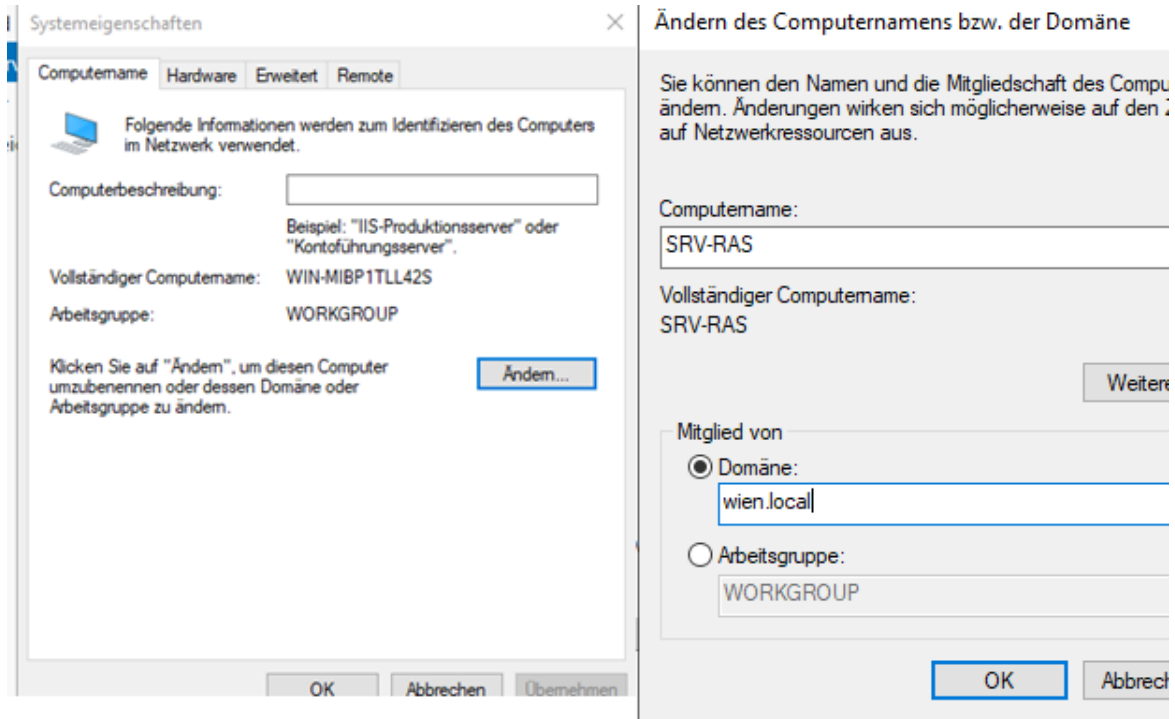 Systemeigenschaften
Computername Hardware Erweitert Remote
Folgende Informationen werden zum Identifizieren des Computers
im Netzwerk verwendet.
Computerbeschreibung:
Beispiel: "IIS-Produktionsserver" oder
"Kontoführungsserver".
Vollständiger Computername: WIN-MIBP1TLL42S
Arbeitsgruppe: WORKGROUP
Klicken Sie auf "Ändern", um diesen Computer
umzubenennen oder dessen Domäne oder
Arbeitsgruppe zu ändern.
Ändern...
OK Abbrechen Übernehmen
Ändern des Computernamens bzw. der Domäne
Sie können den Namen und die Mitgliedschaft des Compu
ändern. Änderungen wirken sich möglicherweise auf den Z
auf Netzwerkressourcen aus.
Computername:
SRV-RAS
Vollständiger Computername:
SRV-RAS
Weitere
Mitglied von
Domäne:
wien.local
Arbeitsgruppe:
WORKGROUP
OK Abbrech